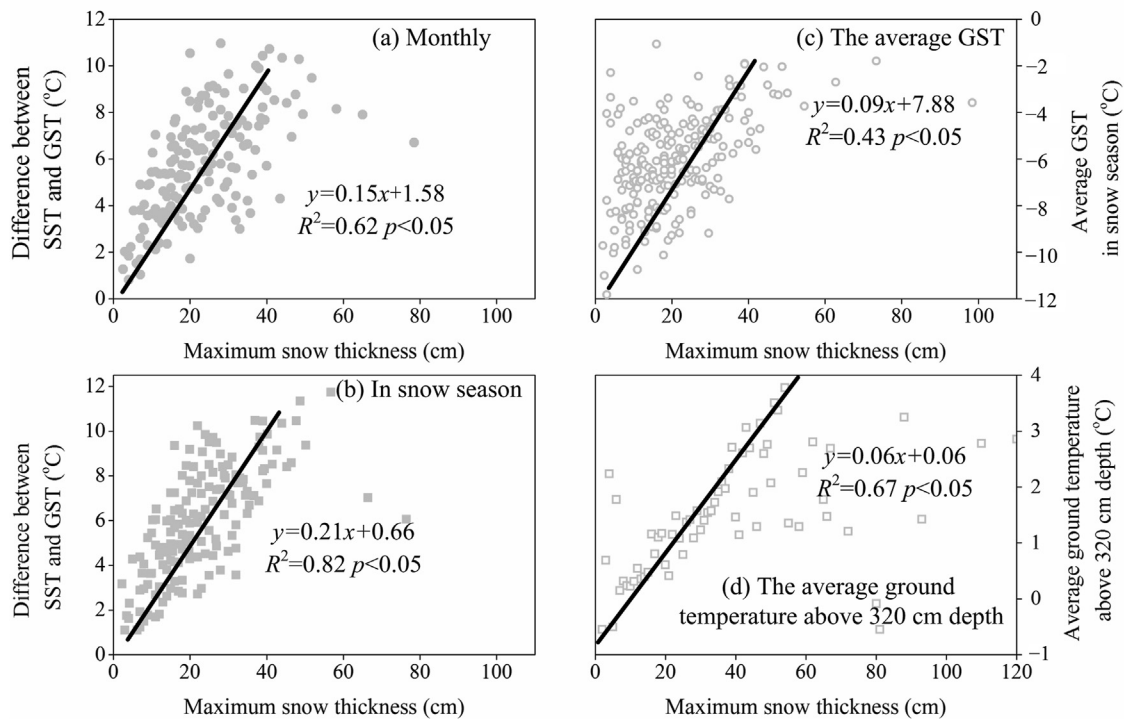 (a) Monthly
Difference between
SST and GST (°C)
12
10
8
6
4
2
0
y=0.15x+1.58
R²=0.62 p<0.05
0 20 40 60 80 100
Maximum snow thickness (cm)
(c) The average GST
y=0.09x+7.88
R²=0.43 p<0.05
0
−2
−4
−6
−8
−10
−12
Average GST
in snow season (°C)
0 20 40 60 80 100
Maximum snow thickness (cm)
(b) In snow season
Difference between
SST and GST (°C)
12
10
8
6
4
2
0
y=0.21x+0.66
R²=0.82 p<0.05
0 20 40 60 80 100
Maximum snow thickness (cm)
y=0.06x+0.06
R²=0.67 p<0.05
(d) The average ground
temperature above 320 cm depth
4
3
2
1
0
−1
Average ground temperature
above 320 cm depth (°C)
0 20 40 60 80 100 120
Maximum snow thickness (cm)